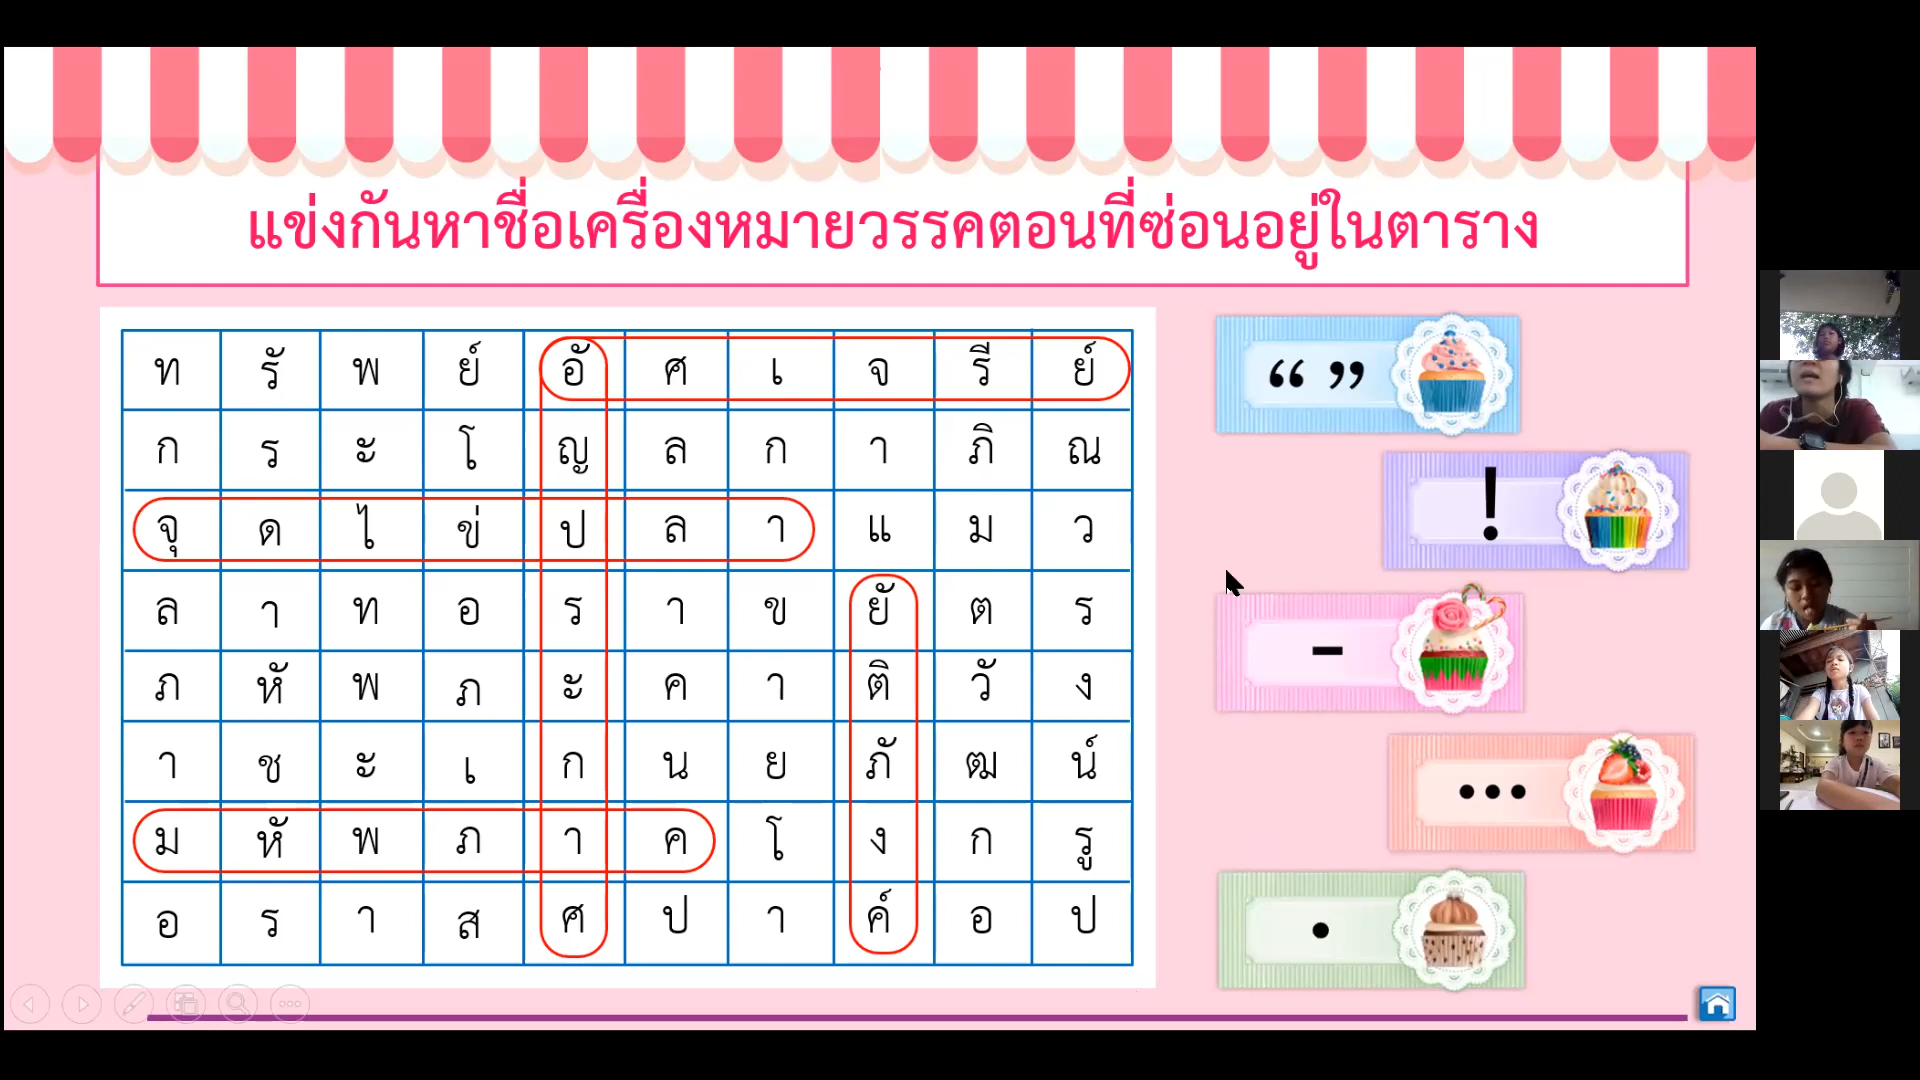 แข่งกันหาชื่อเครื่องหมายวรรคตอนที่ซ่อนอยู่ในตาราง
ท รั พ ย์ อั ศ เ จ รี ย์
ก ร ะ โ ญ ล ก า ภิ ณ
จุ ด ไ ข่ ป ล า แ ม ว
ล า ท อ ร า ข ยั ต ร
ภ หั พ ภ ะ ค า ติ วั ง
า ช ะ เ ก น ย ภั ฒ น์
ม หั พ ภ า ค โ ง ก รู
อ ร า ส ศ ป า ค์ อ ป
“ ”
!
-
...
.